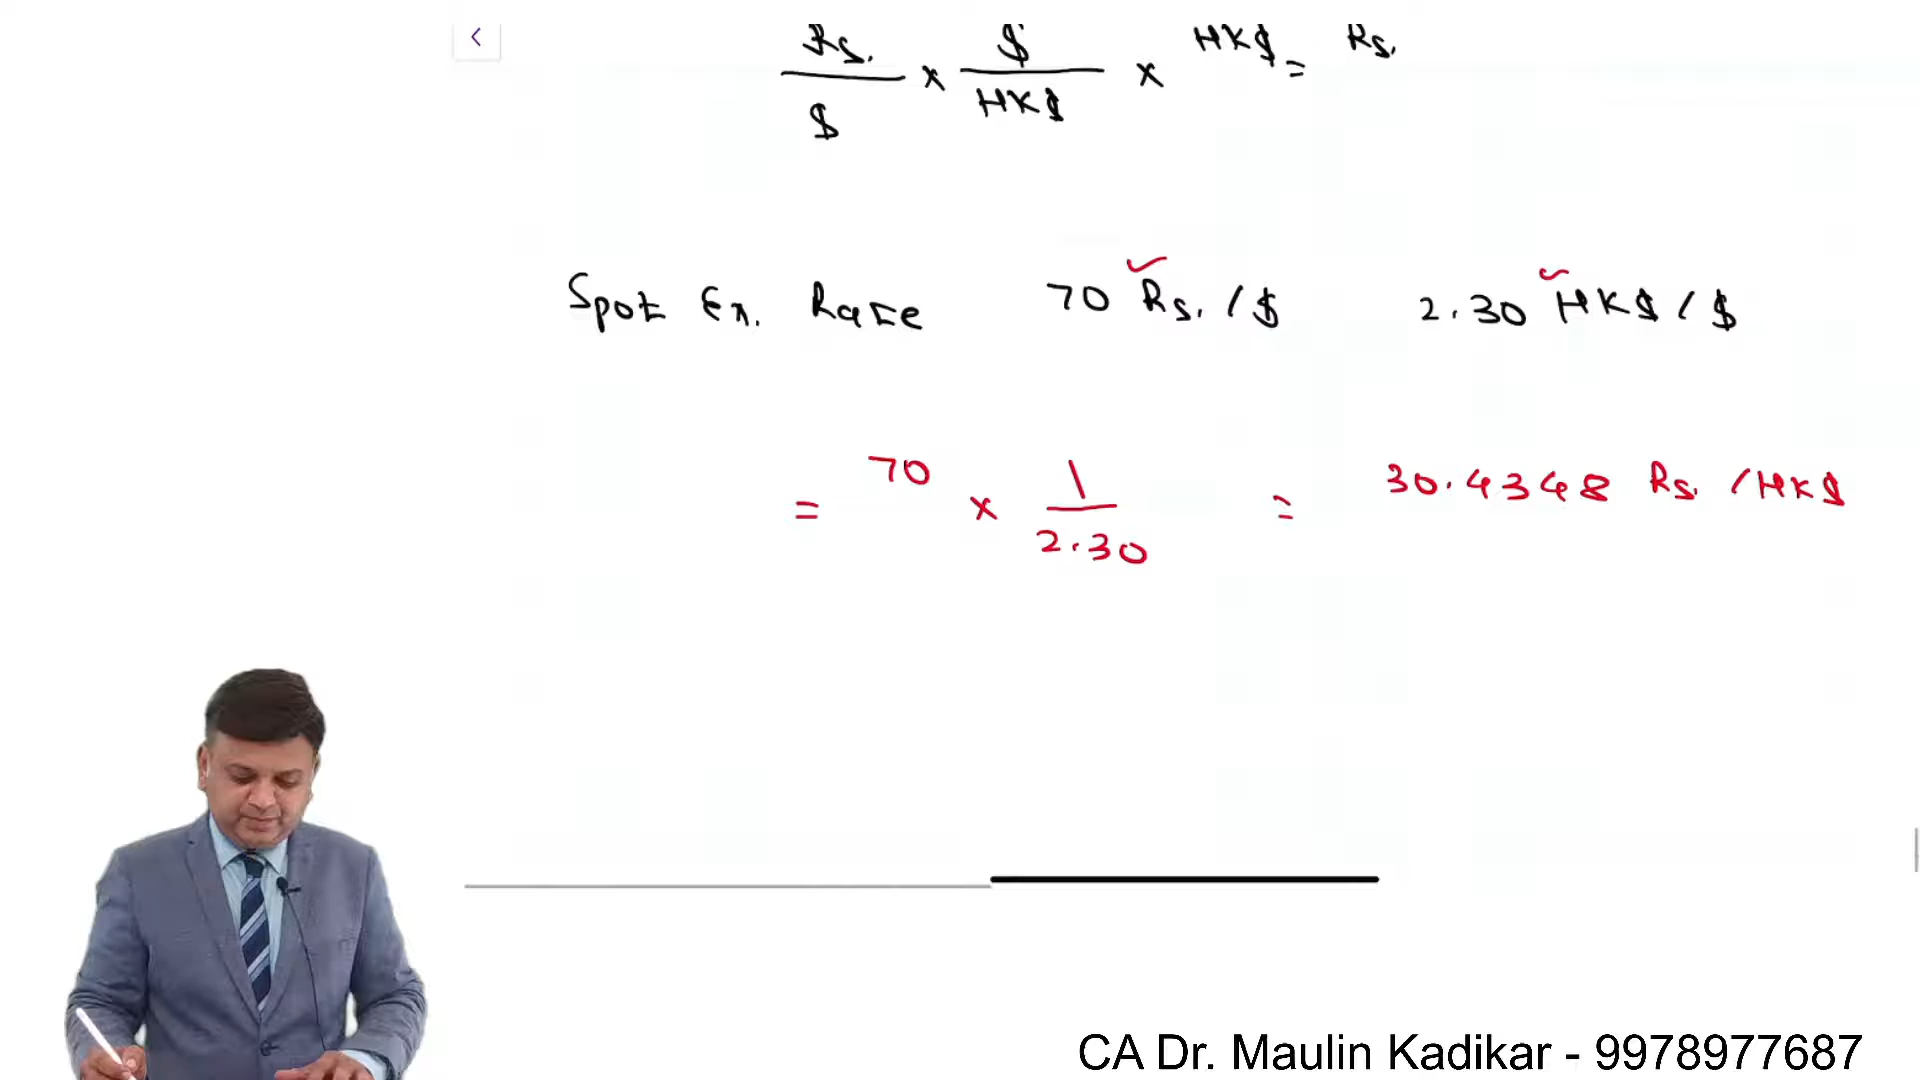 Rs. / $ × $ / HK$ × HK$ = Rs.
Spot Ex. Rate 70 Rs. / $ 2.30 HK$ / $
= 70 × 1 / 2.30 = 30.4348 Rs. / HK$
CA Dr. Maulin Kadikar - 9978977687